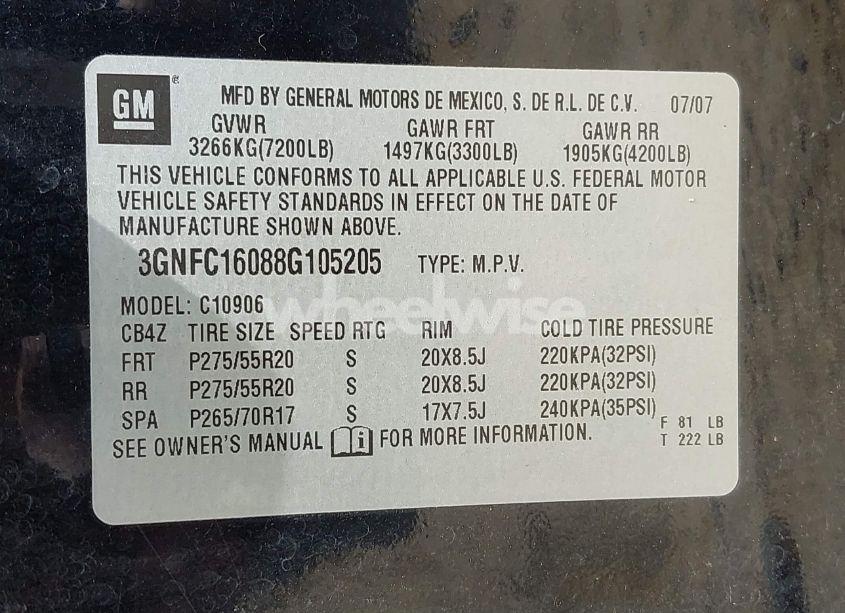 GM ® MFD BY GENERAL MOTORS DE MEXICO, S. DE R.L. DE C.V. 07/07
GVWR GAWR FRT GAWR RR
3266KG(7200LB) 1497KG(3300LB) 1905KG(4200LB)
THIS VEHICLE CONFORMS TO ALL APPLICABLE U.S. FEDERAL MOTOR
VEHICLE SAFETY STANDARDS IN EFFECT ON THE DATE OF
MANUFACTURE SHOWN ABOVE.
3GNFC16088G105205 TYPE: M.P.V.
MODEL: C10906
wheelwise
CB4Z TIRE SIZE SPEED RTG RIM COLD TIRE PRESSURE
FRT P275/55R20 S 20X8.5J 220KPA(32PSI)
RR P275/55R20 S 20X8.5J 220KPA(32PSI)
SPA P265/70R17 S 17X7.5J 240KPA(35PSI)
F 81 LB
SEE OWNER'S MANUAL i FOR MORE INFORMATION.
T 222 LB